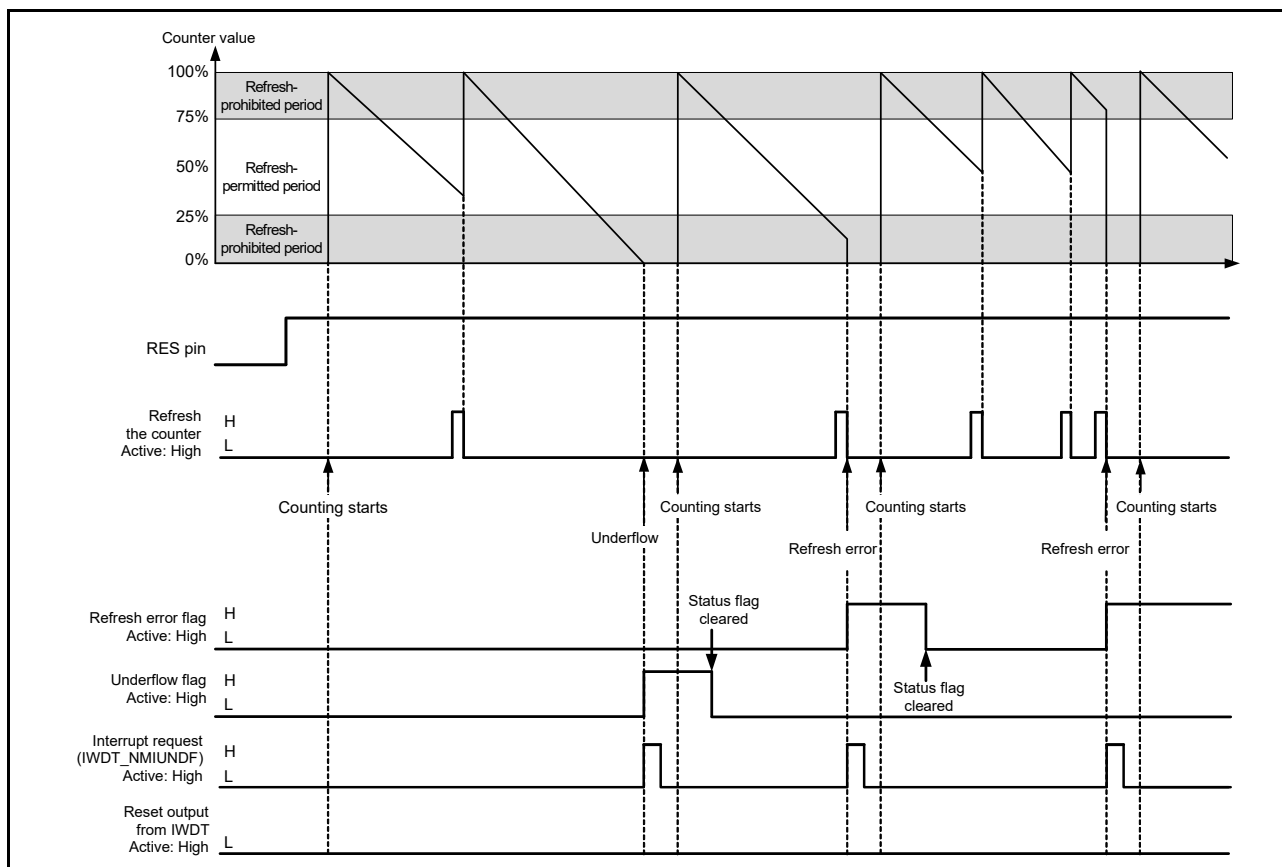 Counter value
100%
Refresh-
prohibited period
75%
50%
Refresh-
permitted period
25%
Refresh-
prohibited period
0%
RES pin
Refresh
the counter
Active: High
H
L
Counting starts
Counting starts
Counting starts
Counting starts
Underflow
Refresh error
Refresh error
Refresh error flag
Active: High
H
L
Status flag
cleared
Status flag
cleared
Underflow flag
Active: High
H
L
Interrupt request
(IWDT_NMIUNDF)
Active: High
H
L
Reset output
from IWDT
Active: High
L